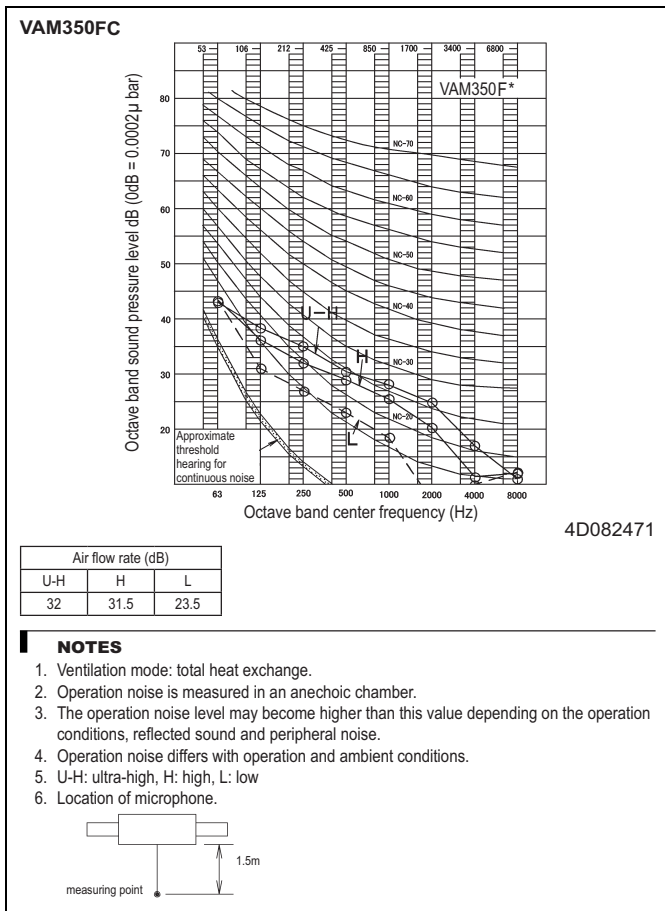 VAM350FC
53 106 212 425 850 1700 3400 6800
VAM350F*
Octave band sound pressure level dB (0dB = 0.0002μ bar)
80
70
60
50
40
30
20
NC-70
NC-60
NC-50
NC-40
NC-30
NC-20
U-H
H
L
Approximate
threshold
hearing for
continuous noise
63 125 250 500 1000 2000 4000 8000
Octave band center frequency (Hz)
4D082471
Air flow rate (dB)
U-H H L
32 31.5 23.5
NOTES
1. Ventilation mode: total heat exchange.
2. Operation noise is measured in an anechoic chamber.
3. The operation noise level may become higher than this value depending on the operation
conditions, reflected sound and peripheral noise.
4. Operation noise differs with operation and ambient conditions.
5. U-H: ultra-high, H: high, L: low
6. Location of microphone.
1.5m
measuring point